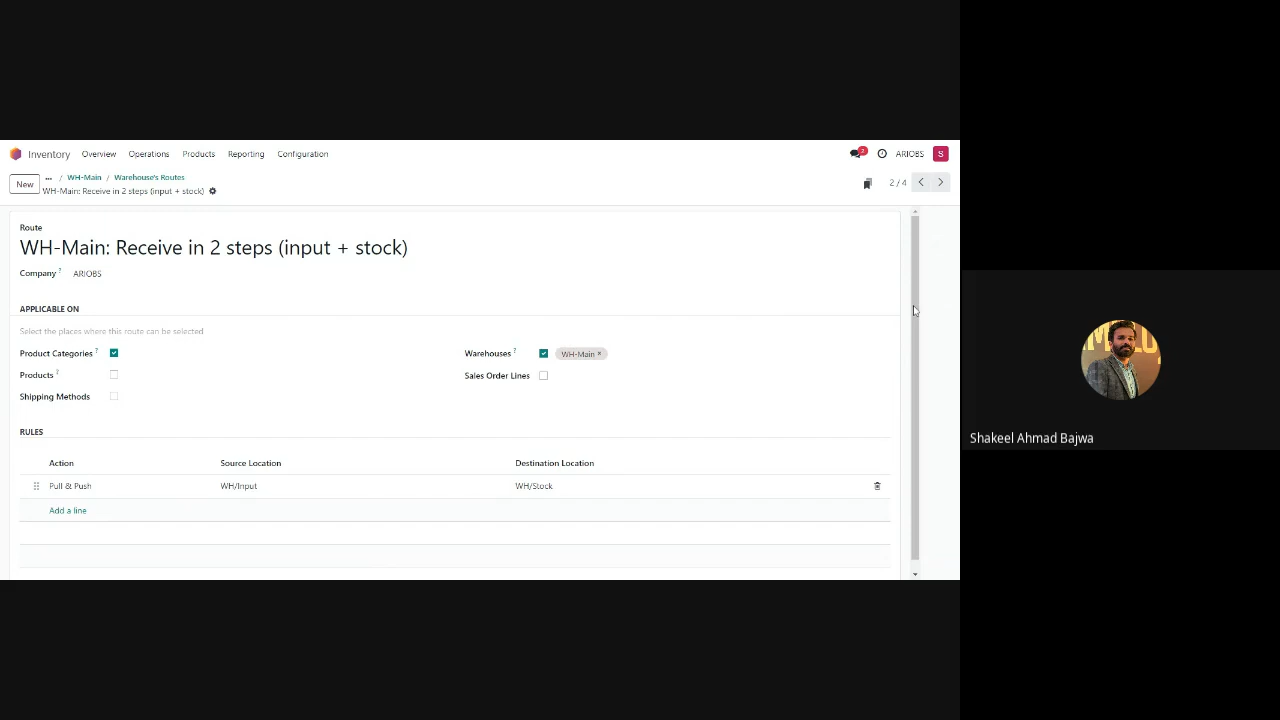 Inventory Overview Operations Products Reporting Configuration 3 ARIOBS S
New ... / WH-Main / Warehouse's Routes 2 / 4
WH-Main: Receive in 2 steps (input + stock)
Route
WH-Main: Receive in 2 steps (input + stock)
Company ? ARIOBS
APPLICABLE ON
Select the places where this route can be selected
Product Categories ? Warehouses ? WH-Main ×
Products ? Sales Order Lines
Shipping Methods
RULES
Action Source Location Destination Location
Pull & Push WH/Input WH/Stock
Add a line
Shakeel Ahmad Bajwa